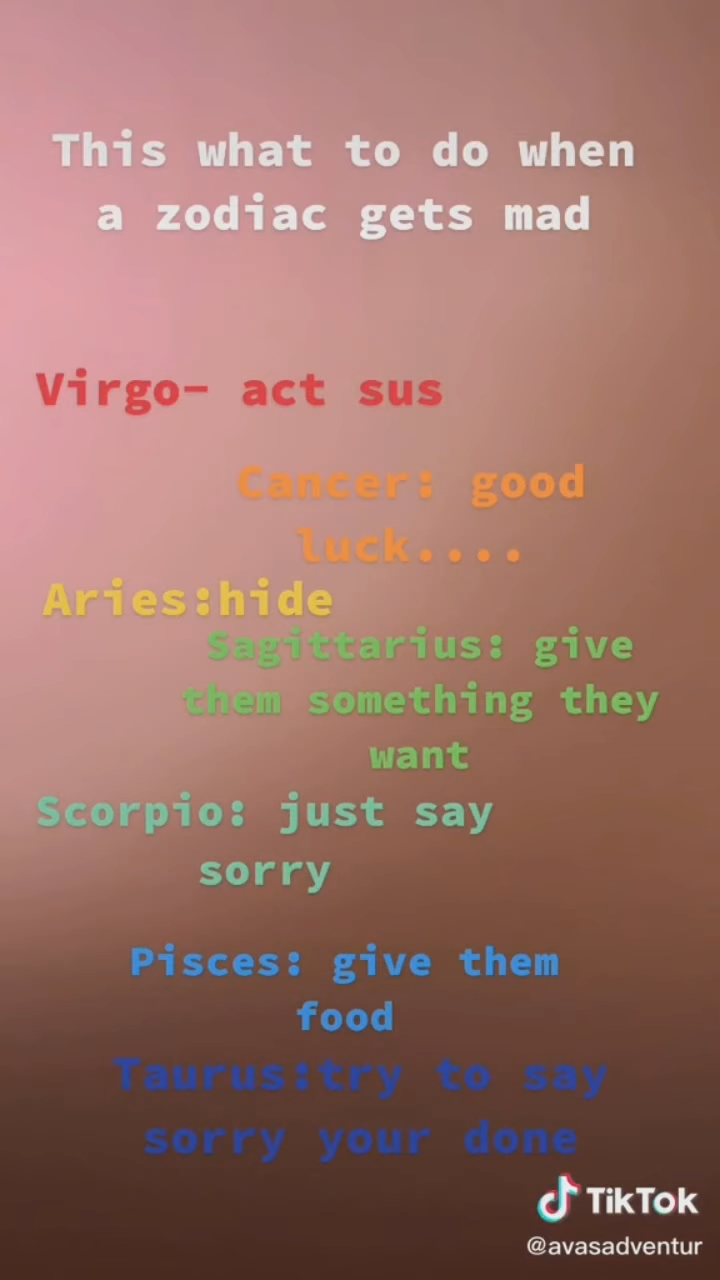 This what to do when
a zodiac gets mad
Virgo- act sus
Cancer: good
luck....
Aries:hide
Sagittarius: give
them something they
want
Scorpio: just say
sorry
Pisces: give them
food
Taurus:try to say
sorry your done
TikTok
@avasadventur